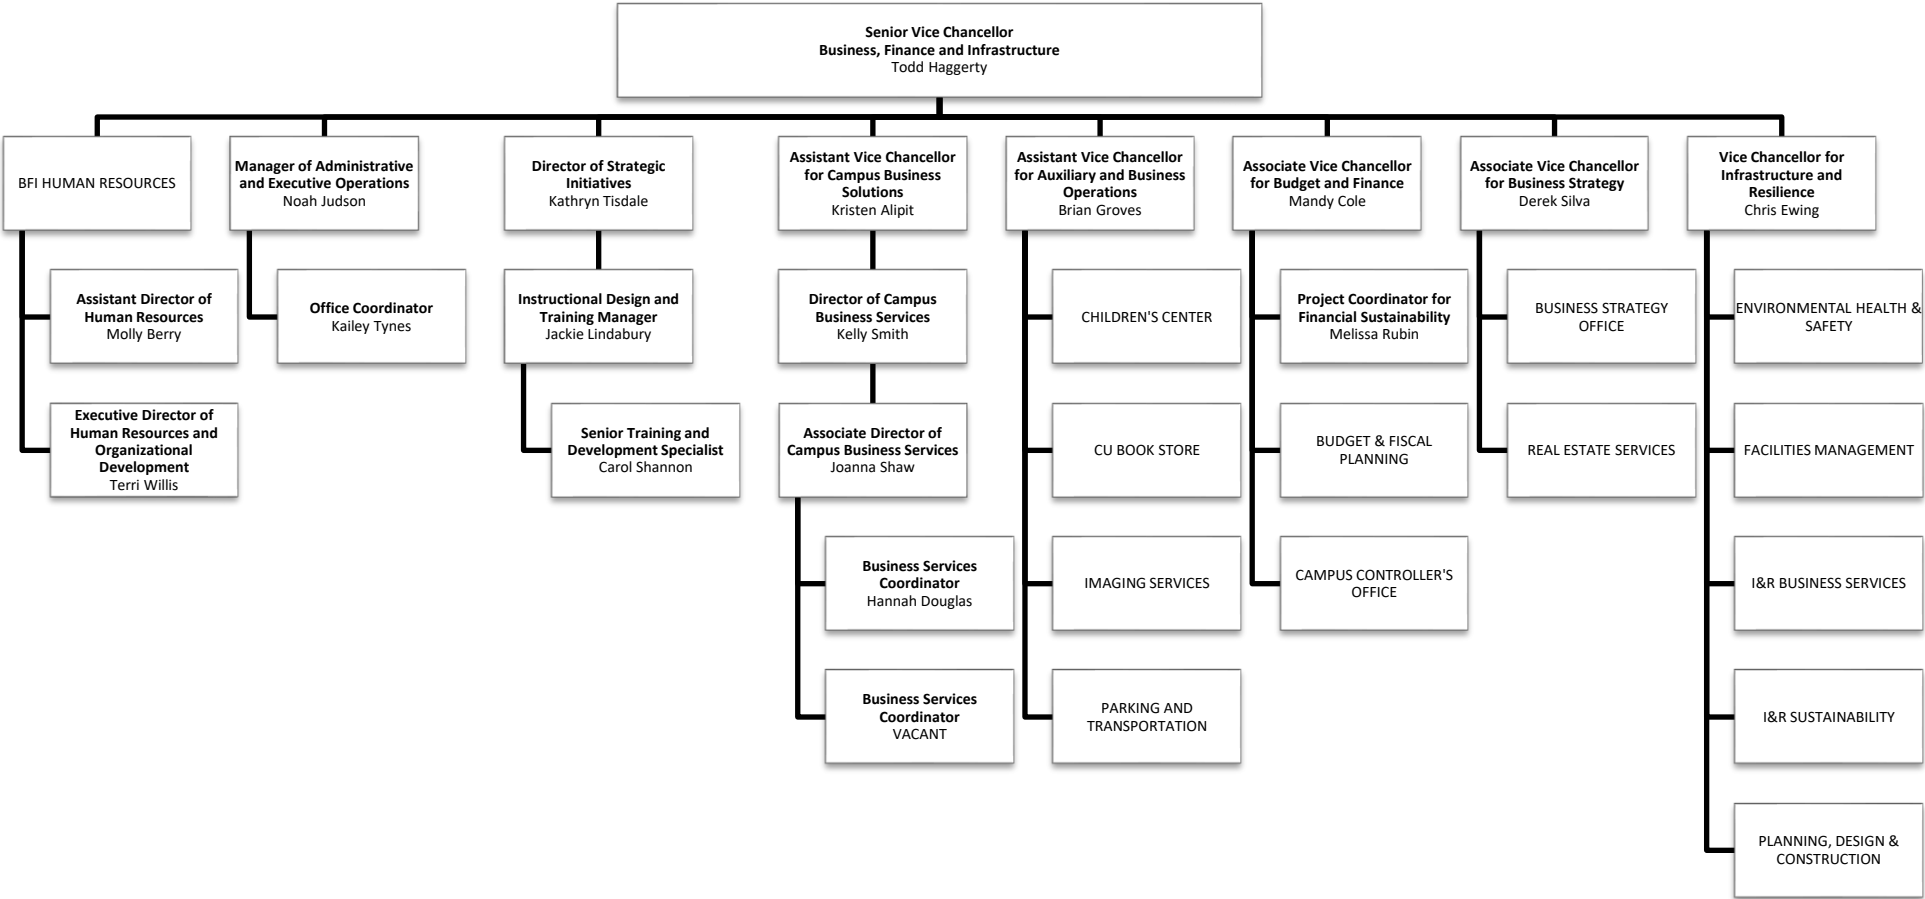 Senior Vice Chancellor
Business, Finance and Infrastructure
Todd Haggerty
BFI HUMAN RESOURCES
Manager of Administrative
and Executive Operations
Noah Judson
Director of Strategic
Initiatives
Kathryn Tisdale
Assistant Vice Chancellor
for Campus Business
Solutions
Kristen Alipit
Assistant Vice Chancellor
for Auxiliary and Business
Operations
Brian Groves
Associate Vice Chancellor
for Budget and Finance
Mandy Cole
Associate Vice Chancellor
for Business Strategy
Derek Silva
Vice Chancellor for
Infrastructure and
Resilience
Chris Ewing
Assistant Director of
Human Resources
Molly Berry
Office Coordinator
Kailey Tynes
Instructional Design and
Training Manager
Jackie Lindabury
Director of Campus
Business Services
Kelly Smith
CHILDREN'S CENTER
Project Coordinator for
Financial Sustainability
Melissa Rubin
BUSINESS STRATEGY
OFFICE
ENVIRONMENTAL HEALTH &
SAFETY
Executive Director of
Human Resources and
Organizational
Development
Terri Willis
Senior Training and
Development Specialist
Carol Shannon
Associate Director of
Campus Business Services
Joanna Shaw
CU BOOK STORE
BUDGET & FISCAL
PLANNING
REAL ESTATE SERVICES
FACILITIES MANAGEMENT
Business Services
Coordinator
Hannah Douglas
IMAGING SERVICES
CAMPUS CONTROLLER'S
OFFICE
I&R BUSINESS SERVICES
Business Services
Coordinator
VACANT
PARKING AND
TRANSPORTATION
I&R SUSTAINABILITY
PLANNING, DESIGN &
CONSTRUCTION